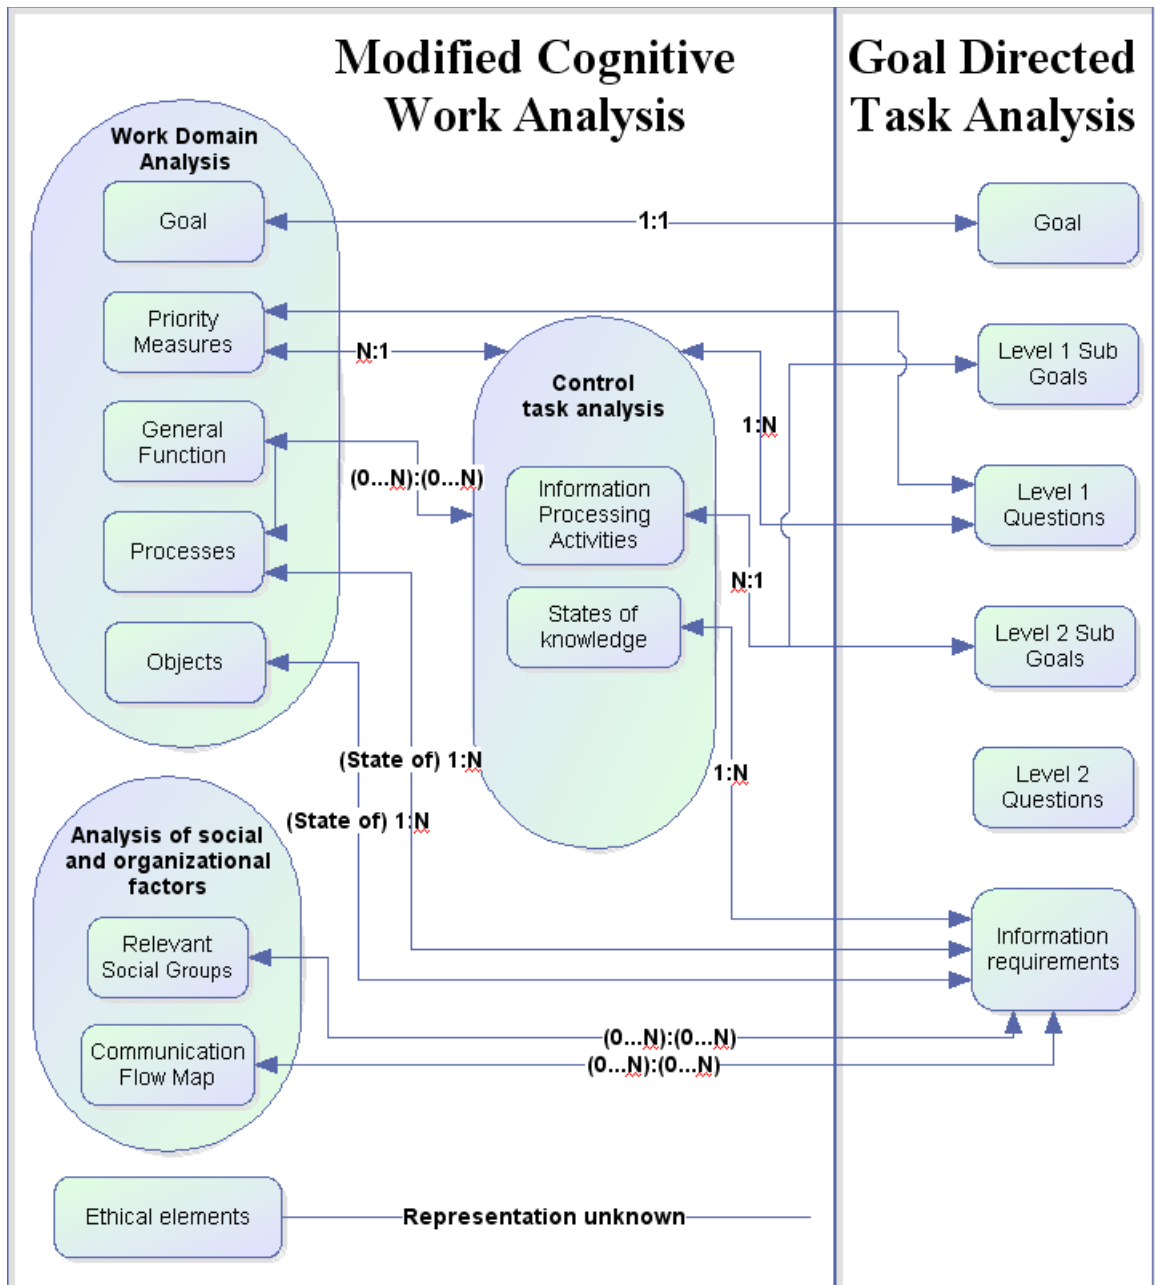 Modified Cognitive
Work Analysis
Goal Directed
Task Analysis
Work Domain
Analysis
Goal
1:1
Goal
Priority
Measures
N:1
Level 1 Sub
Goals
Control
task analysis
General
Function
1:N
(0...N):(0...N)
Information
Processing
Activities
Level 1
Questions
Processes
N:1
States of
knowledge
Level 2 Sub
Goals
Objects
(State of) 1:N
1:N
Level 2
Questions
(State of) 1:N
Analysis of social
and organizational
factors
Relevant
Social Groups
Information
requirements
(0...N):(0...N)
Communication
Flow Map
(0...N):(0...N)
Ethical elements
Representation unknown